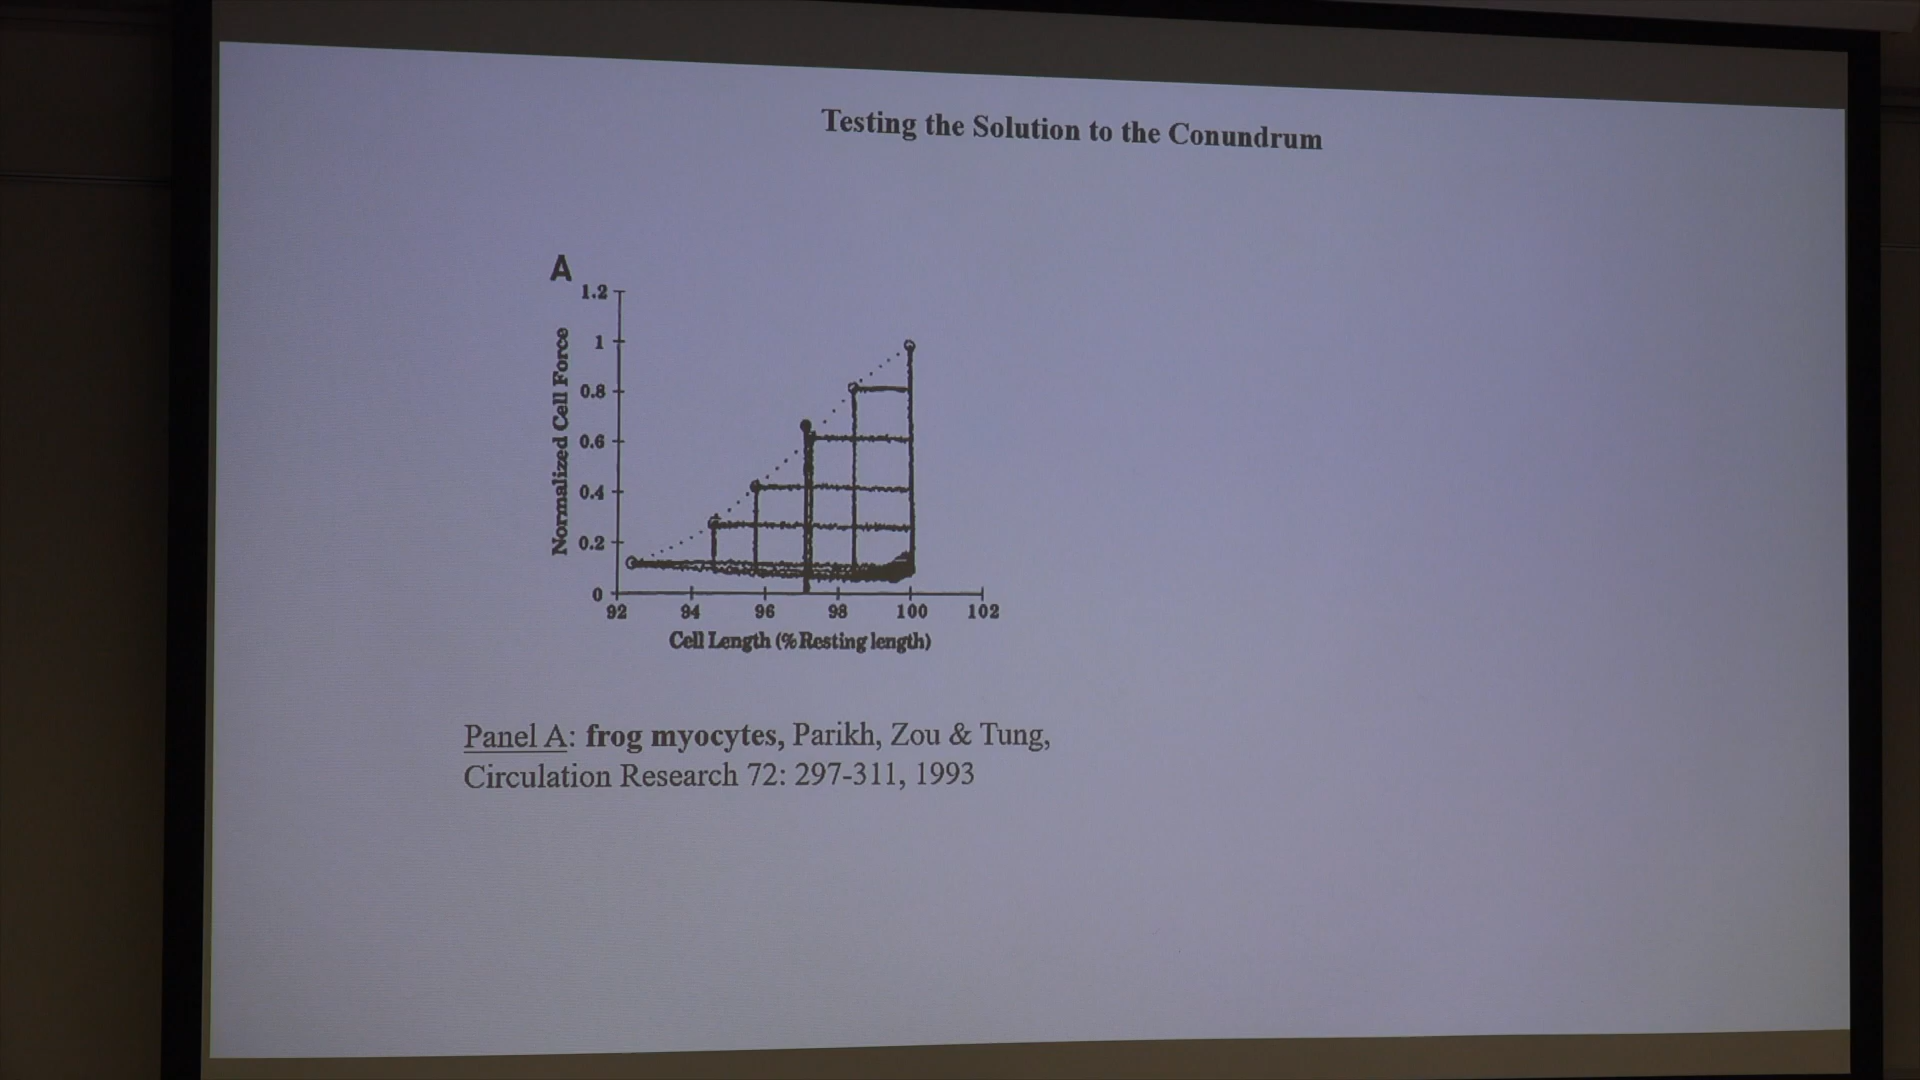 Testing the Solution to the Conundrum
A
1.2
1
0.8
0.6
0.4
0.2
0
Normalized Cell Force
92 94 96 98 100 102
Cell Length (% Resting length)
Panel A: frog myocytes, Parikh, Zou & Tung,
Circulation Research 72: 297-311, 1993